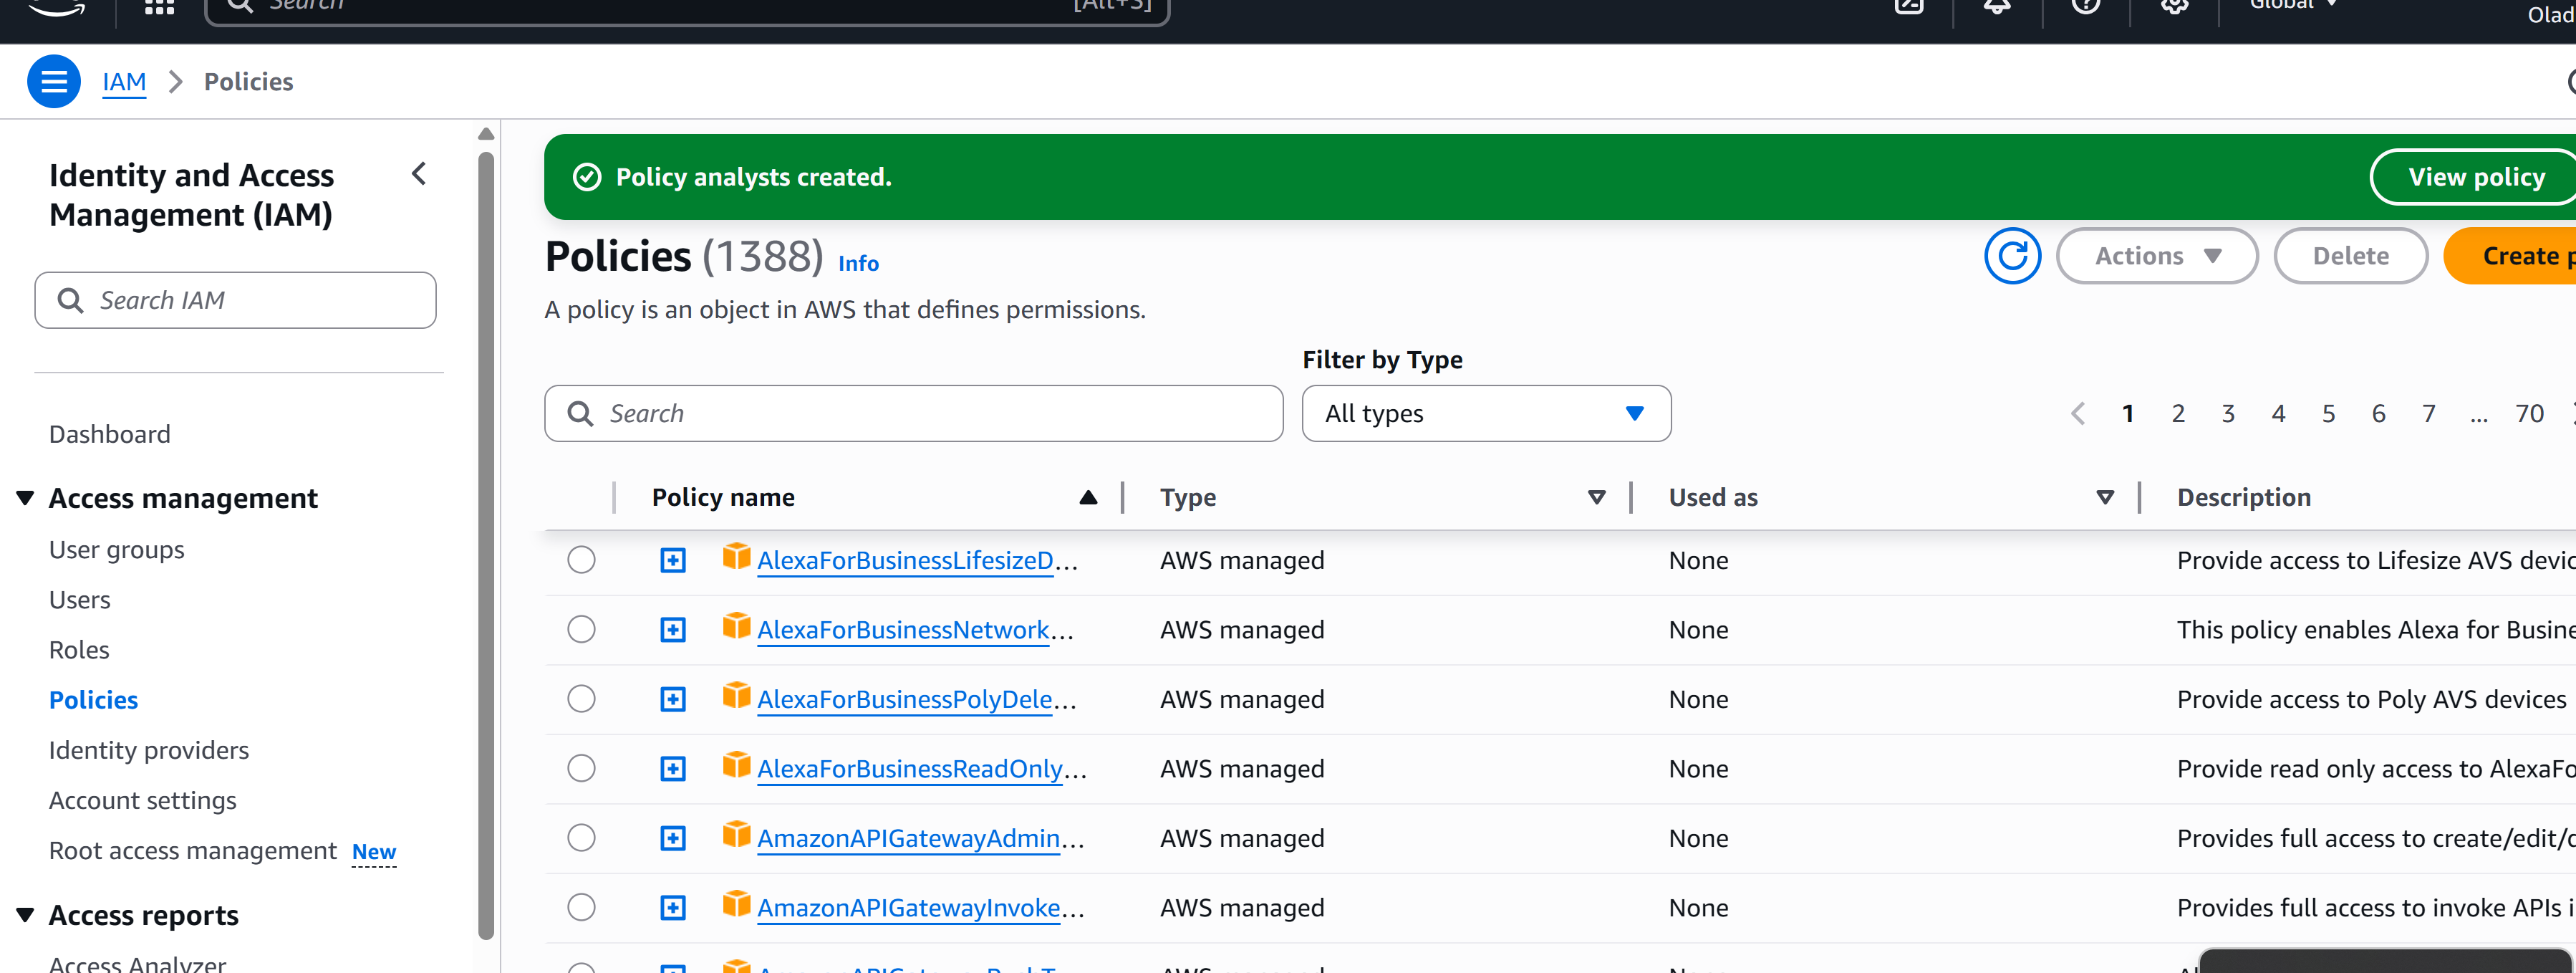 Search [Alt+S] Global
Olad
IAM > Policies
Identity and Access
Management (IAM)
Search IAM
Dashboard
Access management
User groups
Users
Roles
Policies
Identity providers
Account settings
Root access management New
Access reports
Access Analyzer
Policy analysts created. View policy
Policies (1388) Info
Actions Delete Create p
A policy is an object in AWS that defines permissions.
Filter by Type
Search All types 1 2 3 4 5 6 7 ... 70
Policy name Type Used as Description
AlexaForBusinessLifesizeD... AWS managed None Provide access to Lifesize AVS devic
AlexaForBusinessNetwork... AWS managed None This policy enables Alexa for Busine
AlexaForBusinessPolyDele... AWS managed None Provide access to Poly AVS devices
AlexaForBusinessReadOnly... AWS managed None Provide read only access to AlexaFo
AmazonAPIGatewayAdmin... AWS managed None Provides full access to create/edit/d
AmazonAPIGatewayInvoke... AWS managed None Provides full access to invoke APIs i
AWS managed None